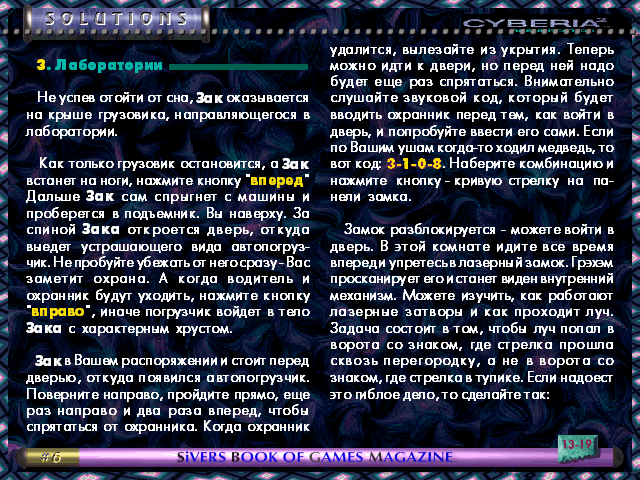 SOLUTIONS
CYBERIA 2
3. Лаборатории
Не успев отойти от сна, Зак оказывается
на крыше грузовика, направляющегося в
лаборатории.
Как только грузовик остановится, а Зак
встанет на ноги, нажмите кнопку "вперед"
Дальше Зак сам спрыгнет с машины и
проберется в подъемник. Вы наверху. За
спиной Зака откроется дверь, откуда
выедет устрашающего вида автопогруз-
чик. Не пробуйте убежать от него сразу - Вас
заметит охрана. А когда водитель и
охранник будут уходить, нажмите кнопку
"вправо", иначе погрузчик войдет в тело
Зака с характерным хрустом.
Зак в Вашем распоряжении и стоит перед
дверью, откуда появился автопогрузчик.
Поверните направо, пройдите прямо, еще
раз направо и два раза вперед, чтобы
спрятаться от охранника. Когда охранник
удалится, вылезайте из укрытия. Теперь
можно идти к двери, но перед ней надо
будет еще раз спрятаться. Внимательно
слушайте звуковой код, который будет
вводить охранник перед тем, как войти в
дверь, и попробуйте ввести его сами. Если
по Вашим ушам когда-то ходил медведь, то
вот код: 3-1-0-8. Наберите комбинацию и
нажмите кнопку - кривую стрелку на па-
нели замка.
Замок разблокируется - можете войти в
дверь. В этой комнате идите все время
вперед и упретесь в лазерный замок. Грэхэм
просканирует его и станет виден внутренний
механизм. Можете изучить, как работают
лазерные затворы и как проходит луч.
Задача состоит в том, чтобы луч попал в
ворота со знаком, где стрелка прошла
сквозь перегородку, а не в ворота со
знаком, где стрелка в тупике. Если надоест
это гиблое дело, то сделайте так:
#6
SiVERS BOOK OF GAMES MAGAZINE
13-19